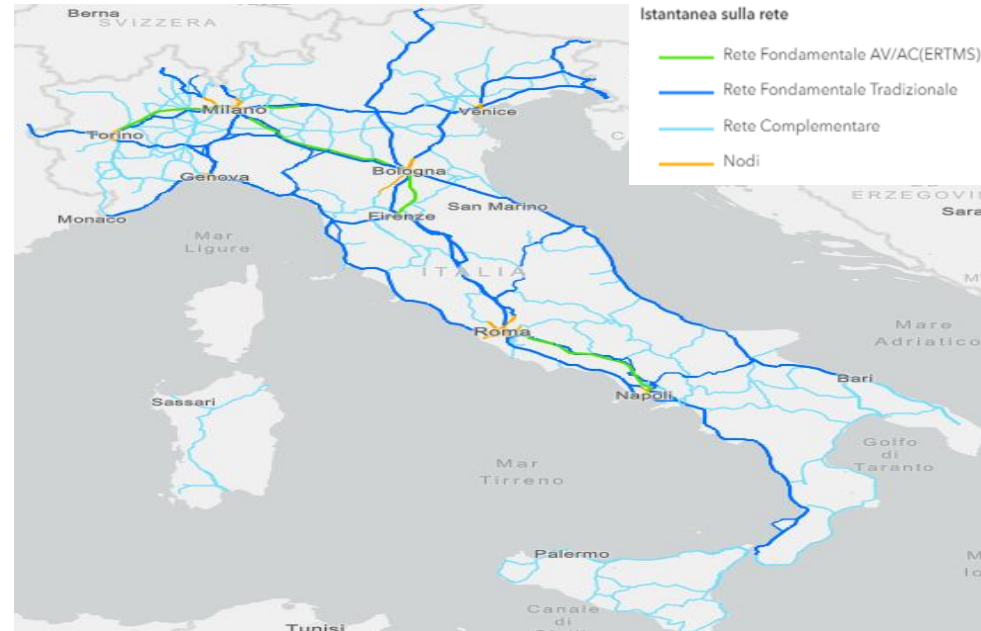 Istantanea sulla rete
Rete Fondamentale AV/AC(ERTMS)
Rete Fondamentale Tradizionale
Rete Complementare
Nodi
Berna
SVIZZERA
Milano
Venice
Torino
Bologna
Genova
ERZEGOVI
Firenze
San Marino
Sara
Monaco
Mar
Ligure
ITALIA
Roma
Mare
Adriatico
Bari
Napoli
Sassari
Golfo
di
Taranto
Mar
Tirreno
Palermo
Canale
di
Tunisi